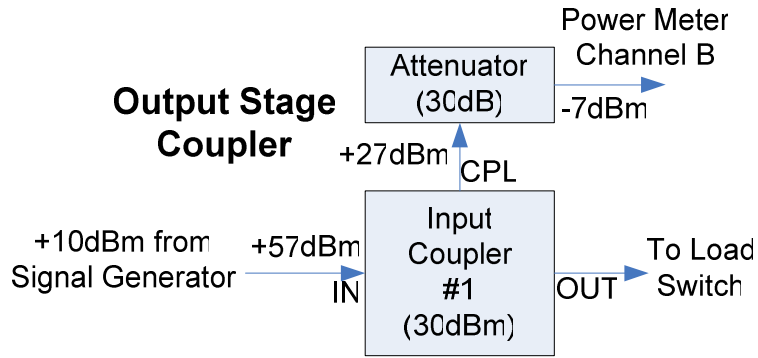 Power Meter
Channel B
Attenuator
(30dB)
-7dBm
Output Stage
Coupler
+27dBm
CPL
Input
Coupler
#1
(30dBm)
+10dBm from
Signal Generator
+57dBm
IN
OUT
To Load
Switch